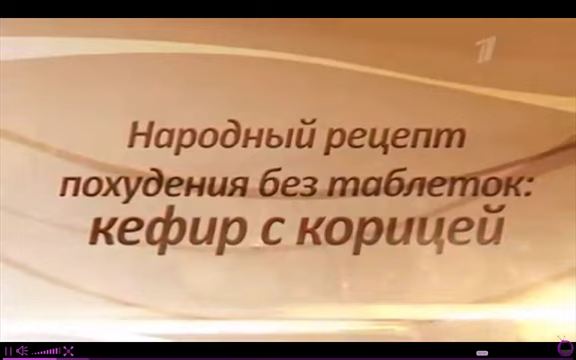 Народный рецепт
похудения без таблеток:
кефир с корицей